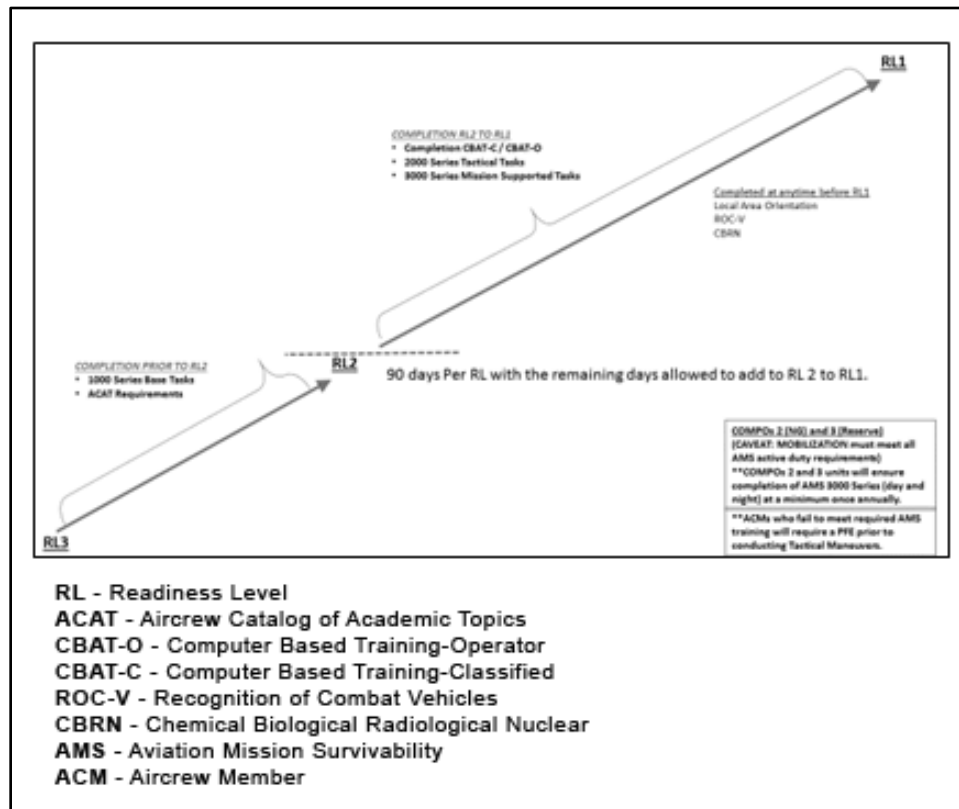 RL1
COMPLETION RL2 TO RL1
• Completion CBAT-C / CBAT-O
• 2000 Series Tactical Tasks
• 3000 Series Mission Supported Tasks
Completed at anytime before RL1
Local Area Orientation
ROC-V
CBRN
COMPLETION PRIOR TO RL2
• 1000 Series Base Tasks
• ACAT Requirements
RL2
90 days Per RL with the remaining days allowed to add to RL 2 to RL1.
COMPOs 2 (NG) and 3 (Reserve)
(CAVEAT: MOBILIZATION must meet all
AMS active duty requirements)
**COMPOs 2 and 3 units will ensure
completion of AMS 3000 Series (day and
night) at a minimum once annually.
**ACMs who fail to meet required AMS
training will require a PFE prior to
conducting Tactical Maneuvers.
RL3
RL - Readiness Level
ACAT - Aircrew Catalog of Academic Topics
CBAT-O - Computer Based Training-Operator
CBAT-C - Computer Based Training-Classified
ROC-V - Recognition of Combat Vehicles
CBRN - Chemical Biological Radiological Nuclear
AMS - Aviation Mission Survivability
ACM - Aircrew Member